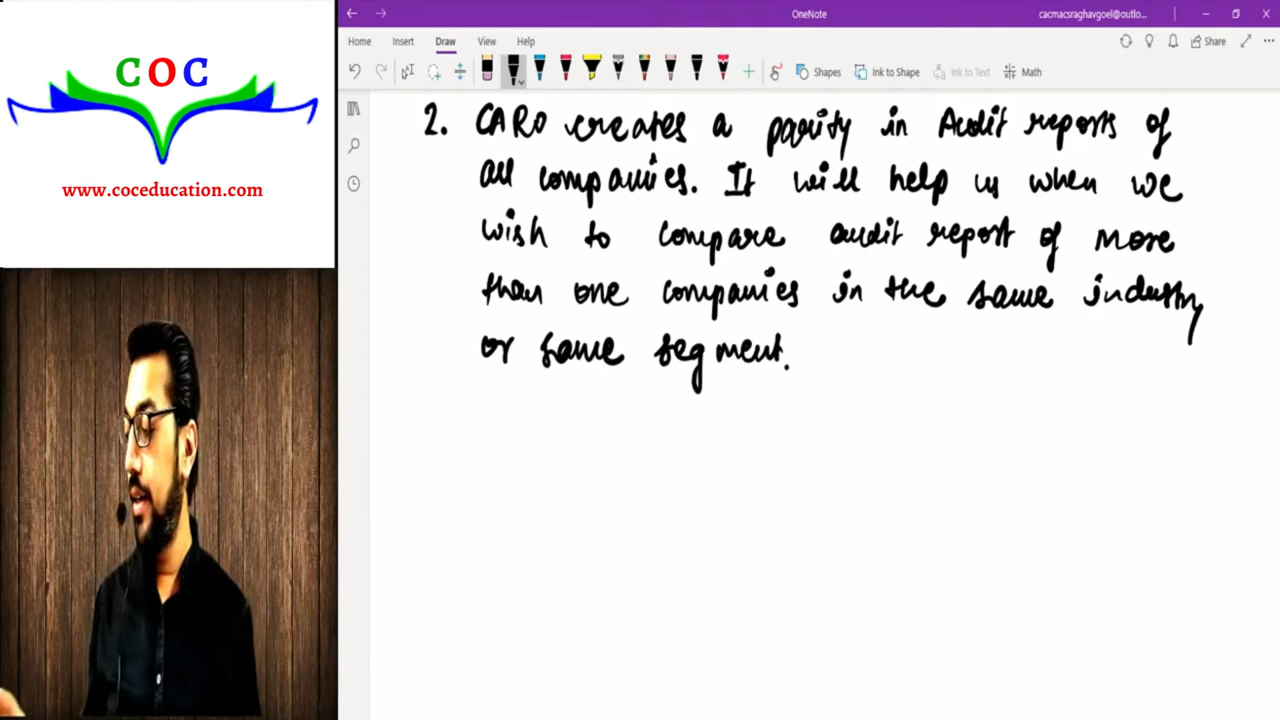 COC
www.coceducation.com
OneNote
cacmacsraghavgoel@outlo...
Home Insert Draw View Help
Share
Shapes Ink to Shape Ink to Text Math
2. CARO creates a parity in Audit reports of
all companies. It will help us when we
wish to compare audit report of more
than one companies in the same industry
or same segment.